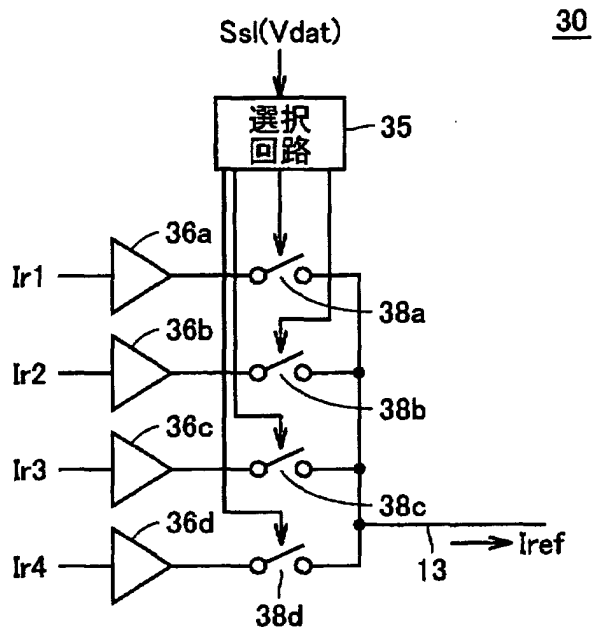 30
Ssl(Vdat)
選択
回路
35
36a
Ir1
38a
36b
Ir2
38b
36c
Ir3
38c
36d
Iref
13
Ir4
38d